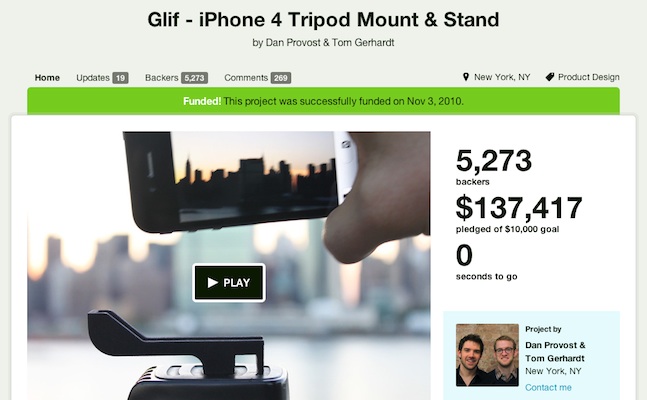 Glif - iPhone 4 Tripod Mount & Stand
by Dan Provost & Tom Gerhardt
Home Updates 19 Backers 5,273 Comments 269 New York, NY Product Design
Funded! This project was successfully funded on Nov 3, 2010.
5,273
backers
$137,417
pledged of $10,000 goal
0
seconds to go
PLAY
Project by
Dan Provost &
Tom Gerhardt
New York, NY
Contact me